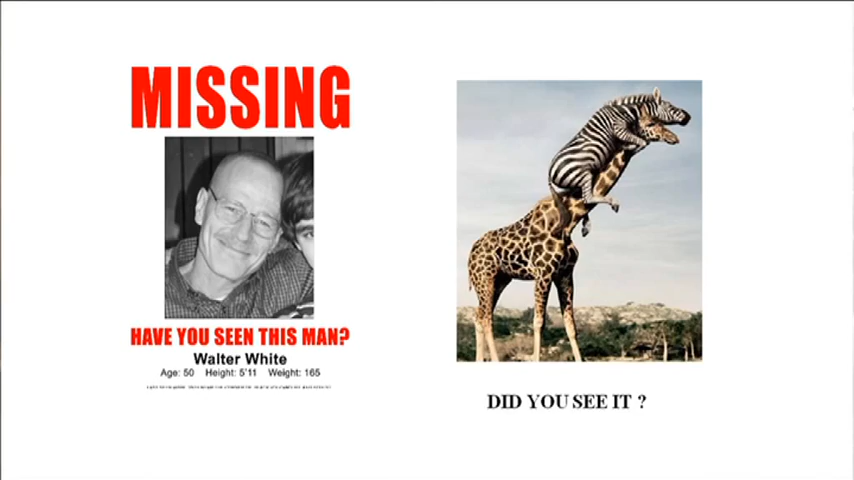 MISSING
HAVE YOU SEEN THIS MAN?
Walter White
Age: 50 Height: 5'11 Weight: 165
DID YOU SEE IT ?